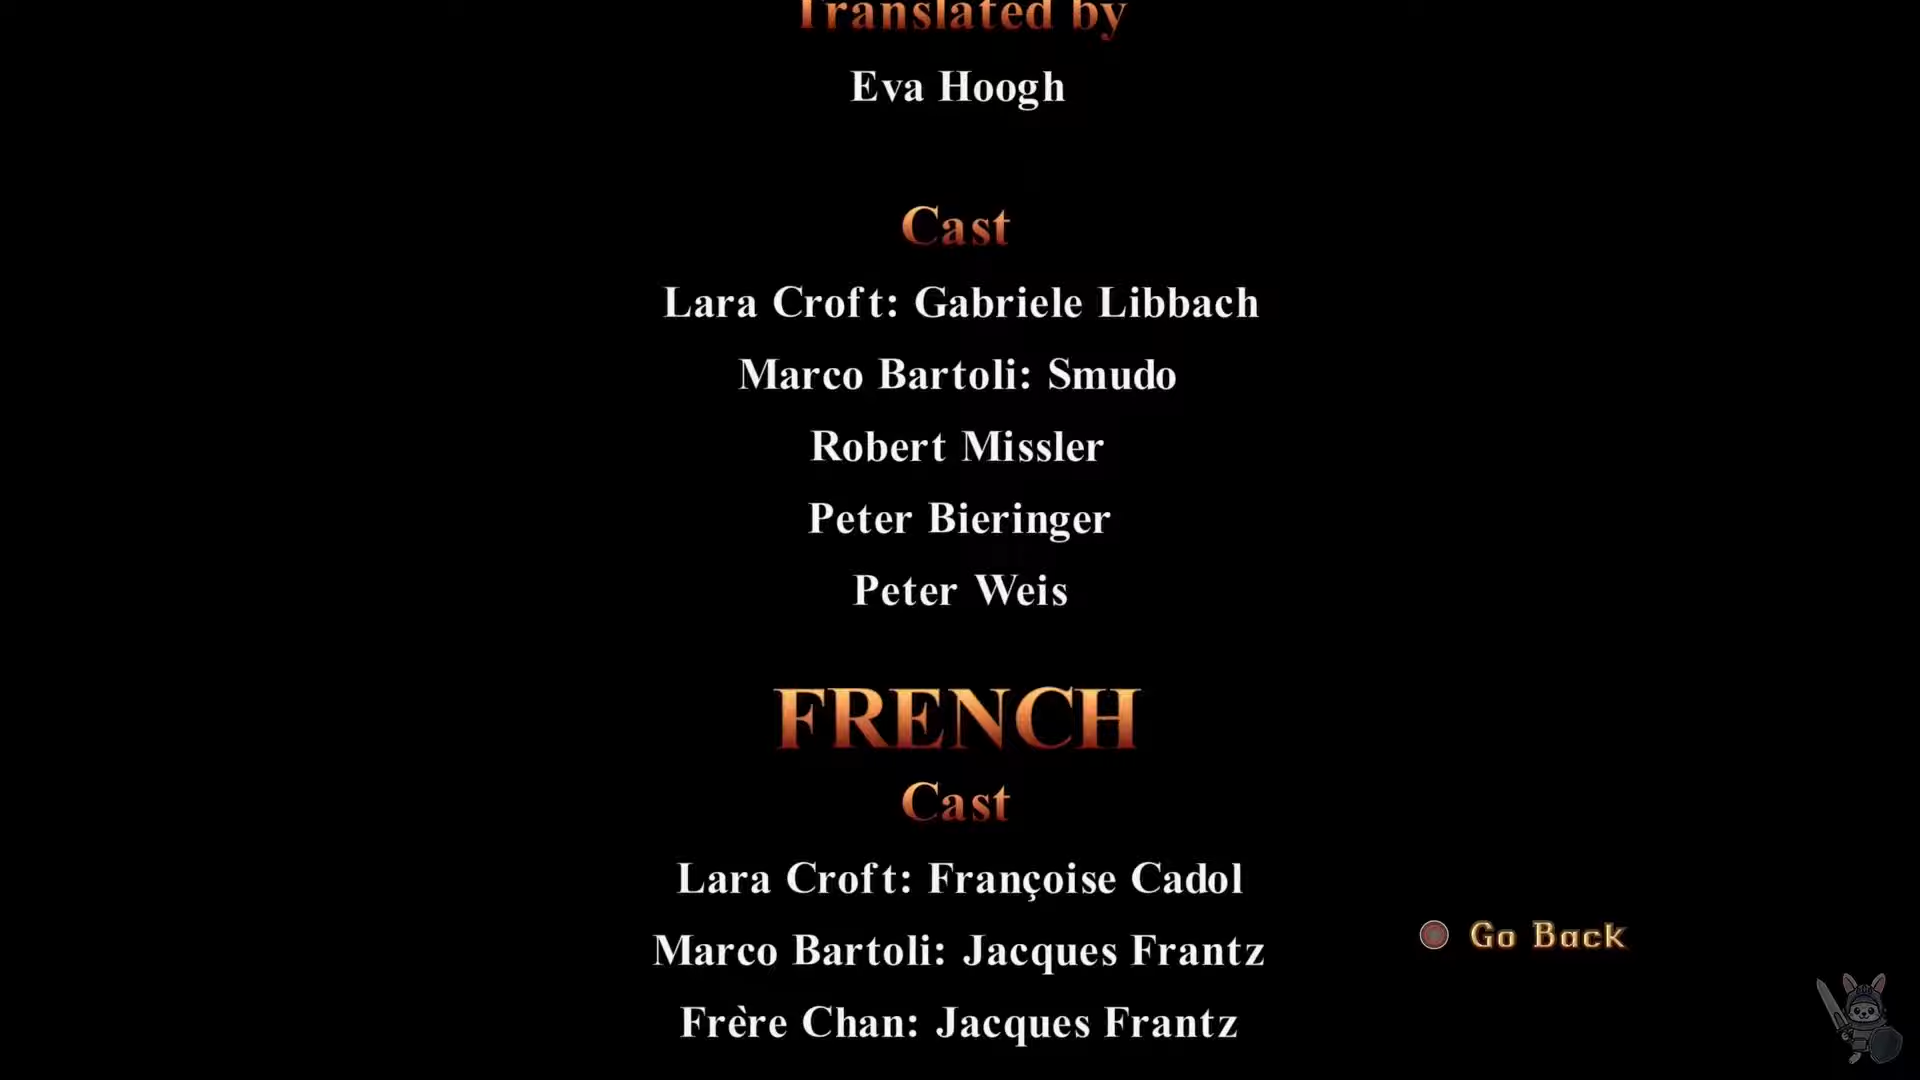 Translated by
Eva Hoogh
Cast
Lara Croft: Gabriele Libbach
Marco Bartoli: Smudo
Robert Missler
Peter Bieringer
Peter Weis
FRENCH
Cast
Lara Croft: Françoise Cadol
Marco Bartoli: Jacques Frantz
Frère Chan: Jacques Frantz
Go Back